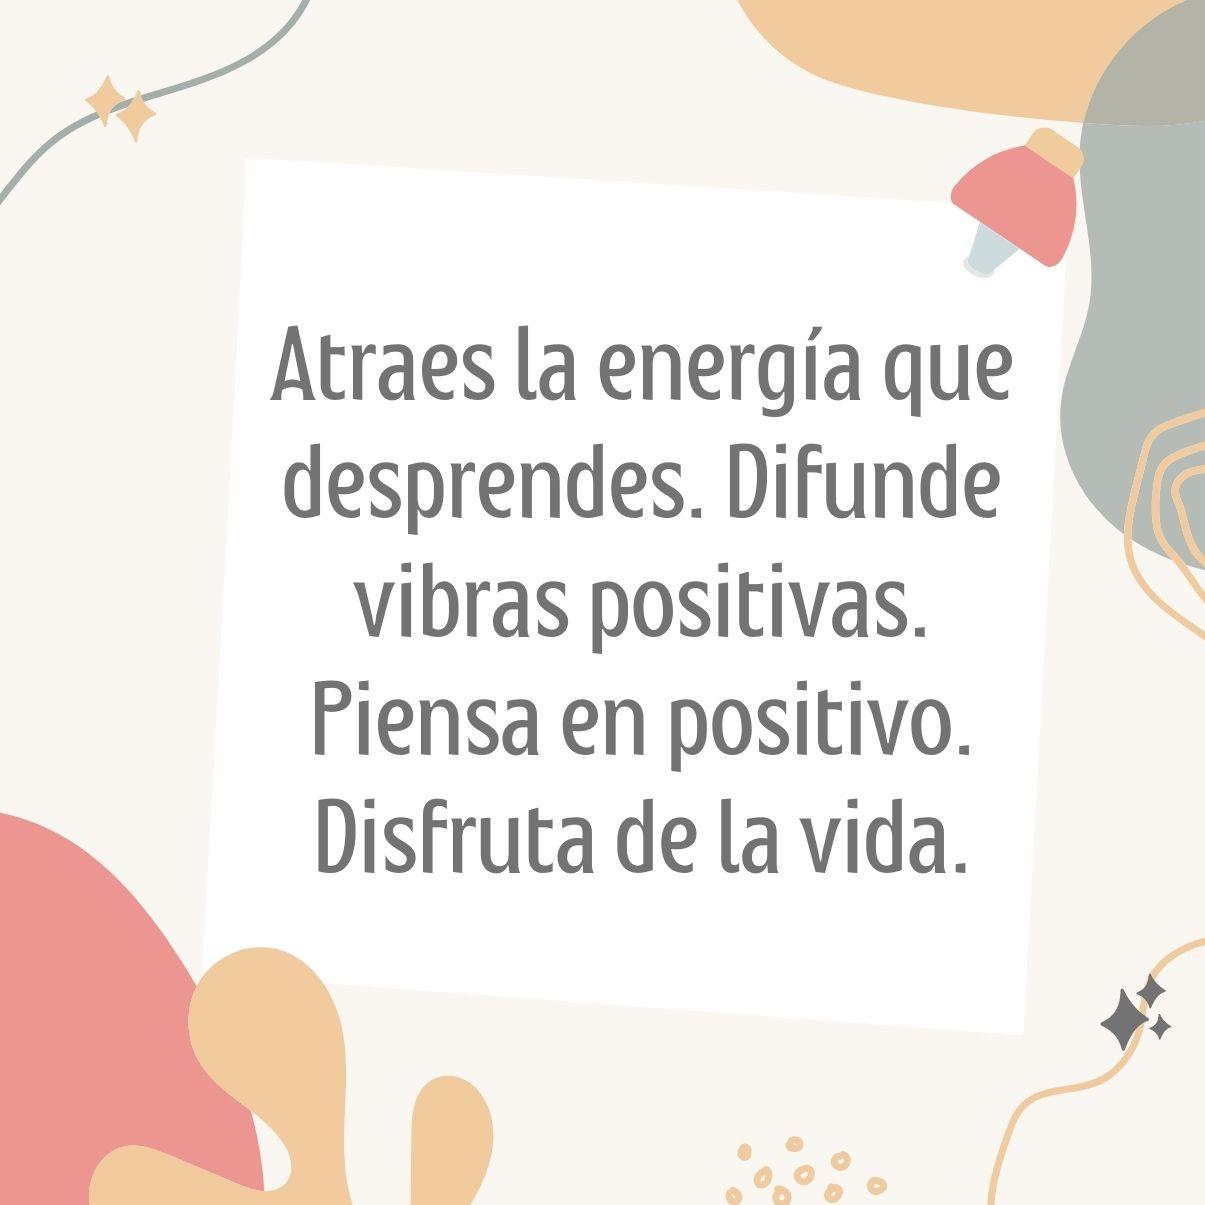 Atraes la energía que
desprendes. Difunde
vibras positivas.
Piensa en positivo.
Disfruta de la vida.